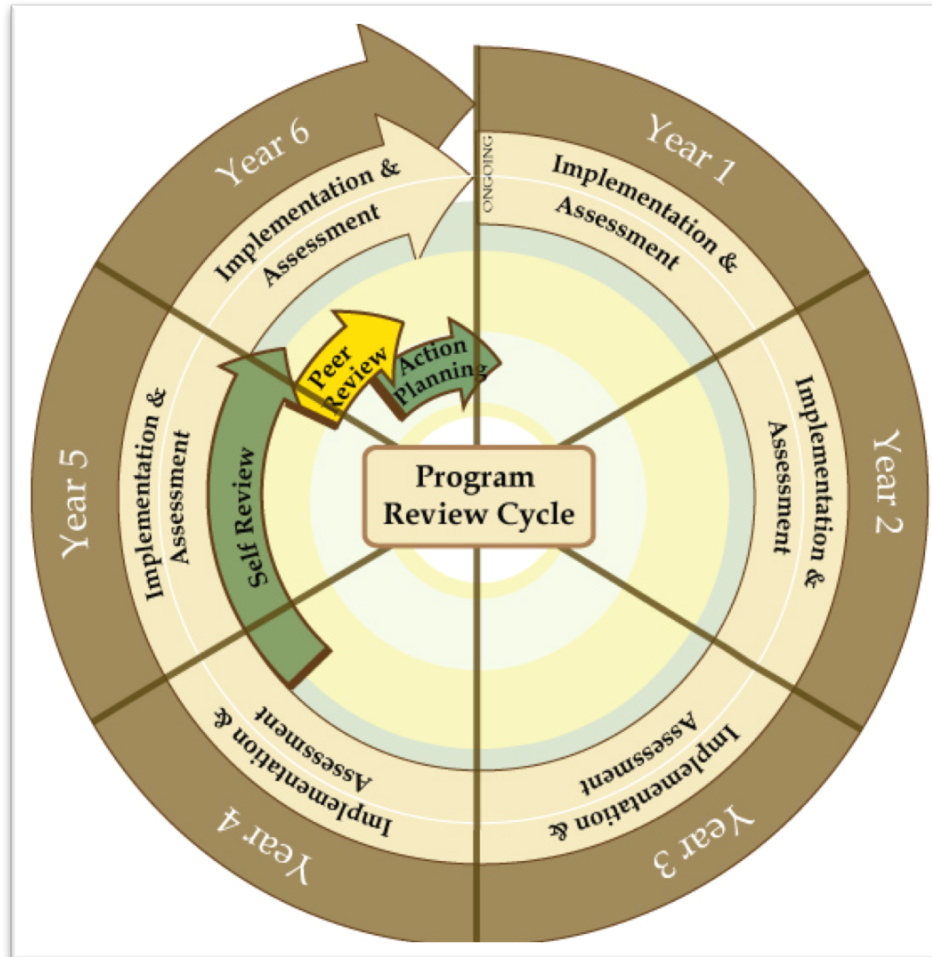 Year 1
Implementation &
Assessment
ONGOING
Year 2
Implementation &
Assessment
Year 3
Implementation &
Assessment
Year 4
Implementation &
Assessment
Year 5
Implementation &
Assessment
Year 6
Implementation &
Assessment
Self Review
Peer
Review
Action
Planning
Program
Review Cycle